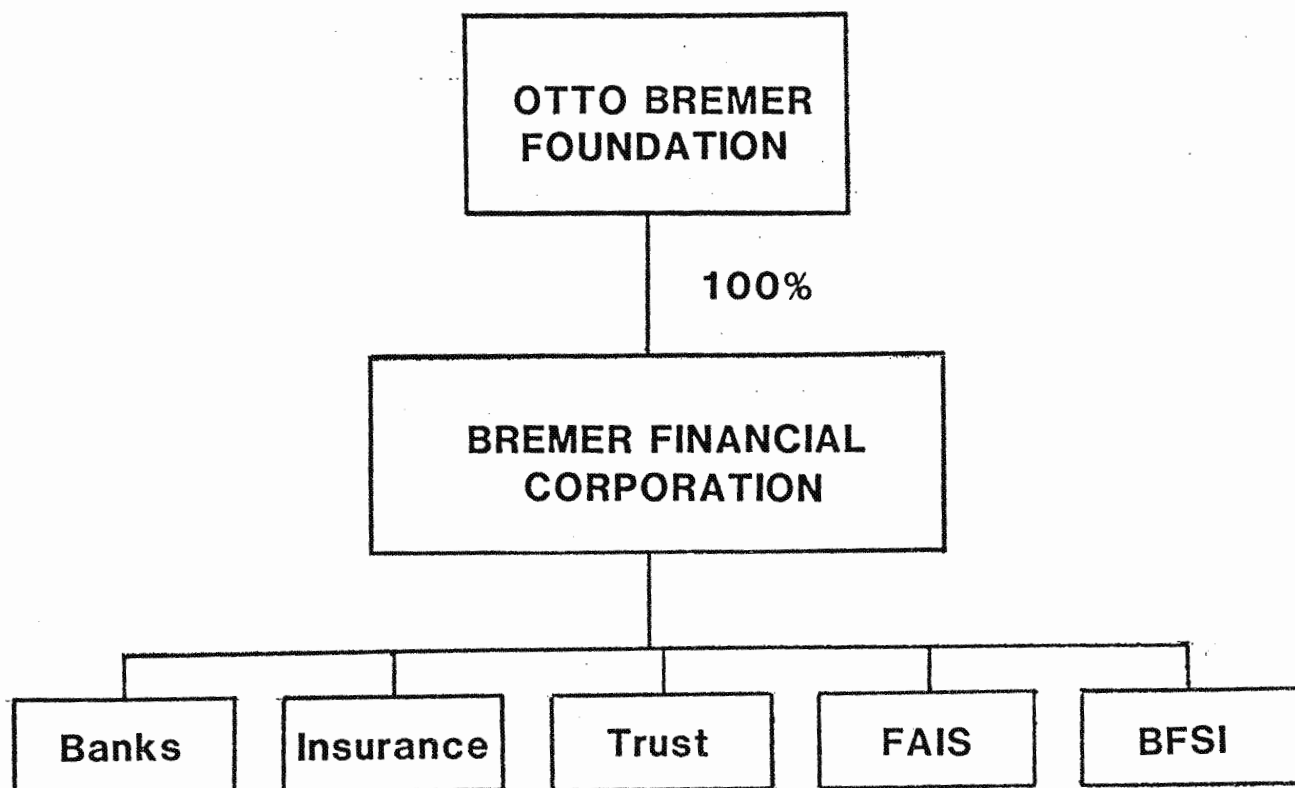 OTTO BREMER
FOUNDATION
100%
BREMER FINANCIAL
CORPORATION
Banks
Insurance
Trust
FAIS
BFSI